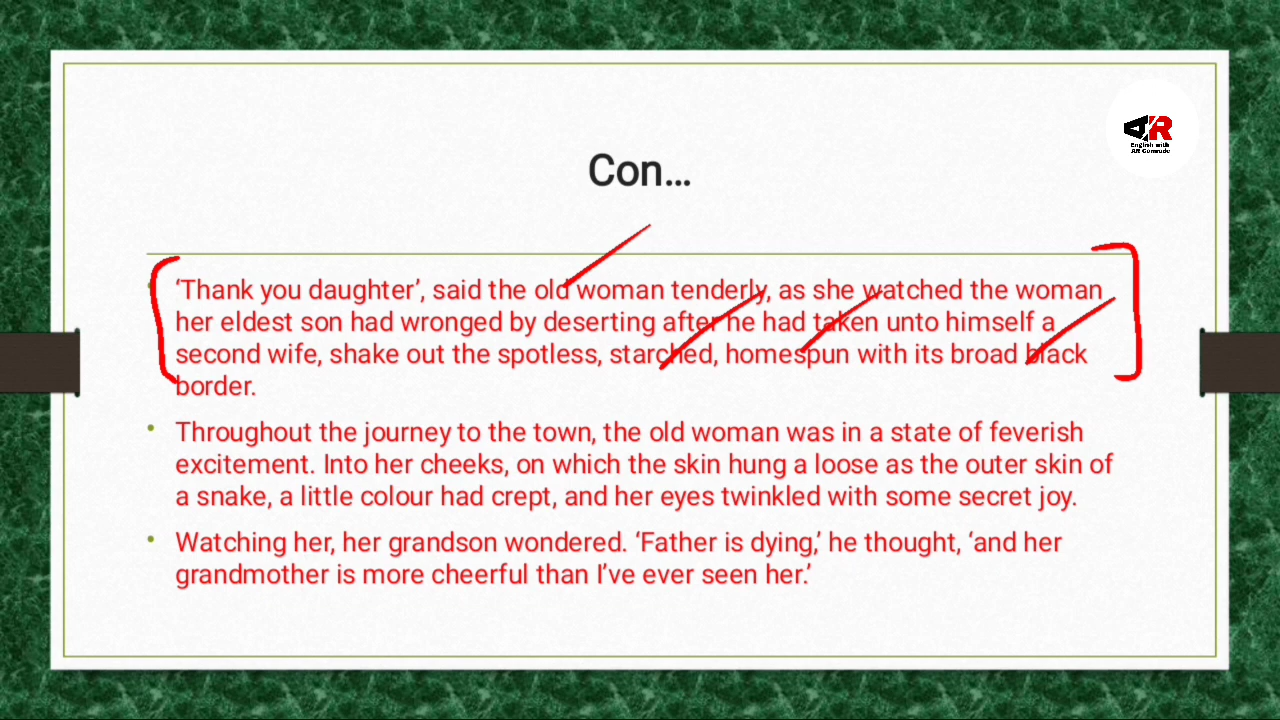 AR
English with
AR Comrade
Con...
‘Thank you daughter’, said the old woman tenderly, as she watched the woman
her eldest son had wronged by deserting after he had taken unto himself a
second wife, shake out the spotless, starched, homespun with its broad black
border.
• Throughout the journey to the town, the old woman was in a state of feverish
excitement. Into her cheeks, on which the skin hung a loose as the outer skin of
a snake, a little colour had crept, and her eyes twinkled with some secret joy.
• Watching her, her grandson wondered. ‘Father is dying,’ he thought, ‘and her
grandmother is more cheerful than I’ve ever seen her.’